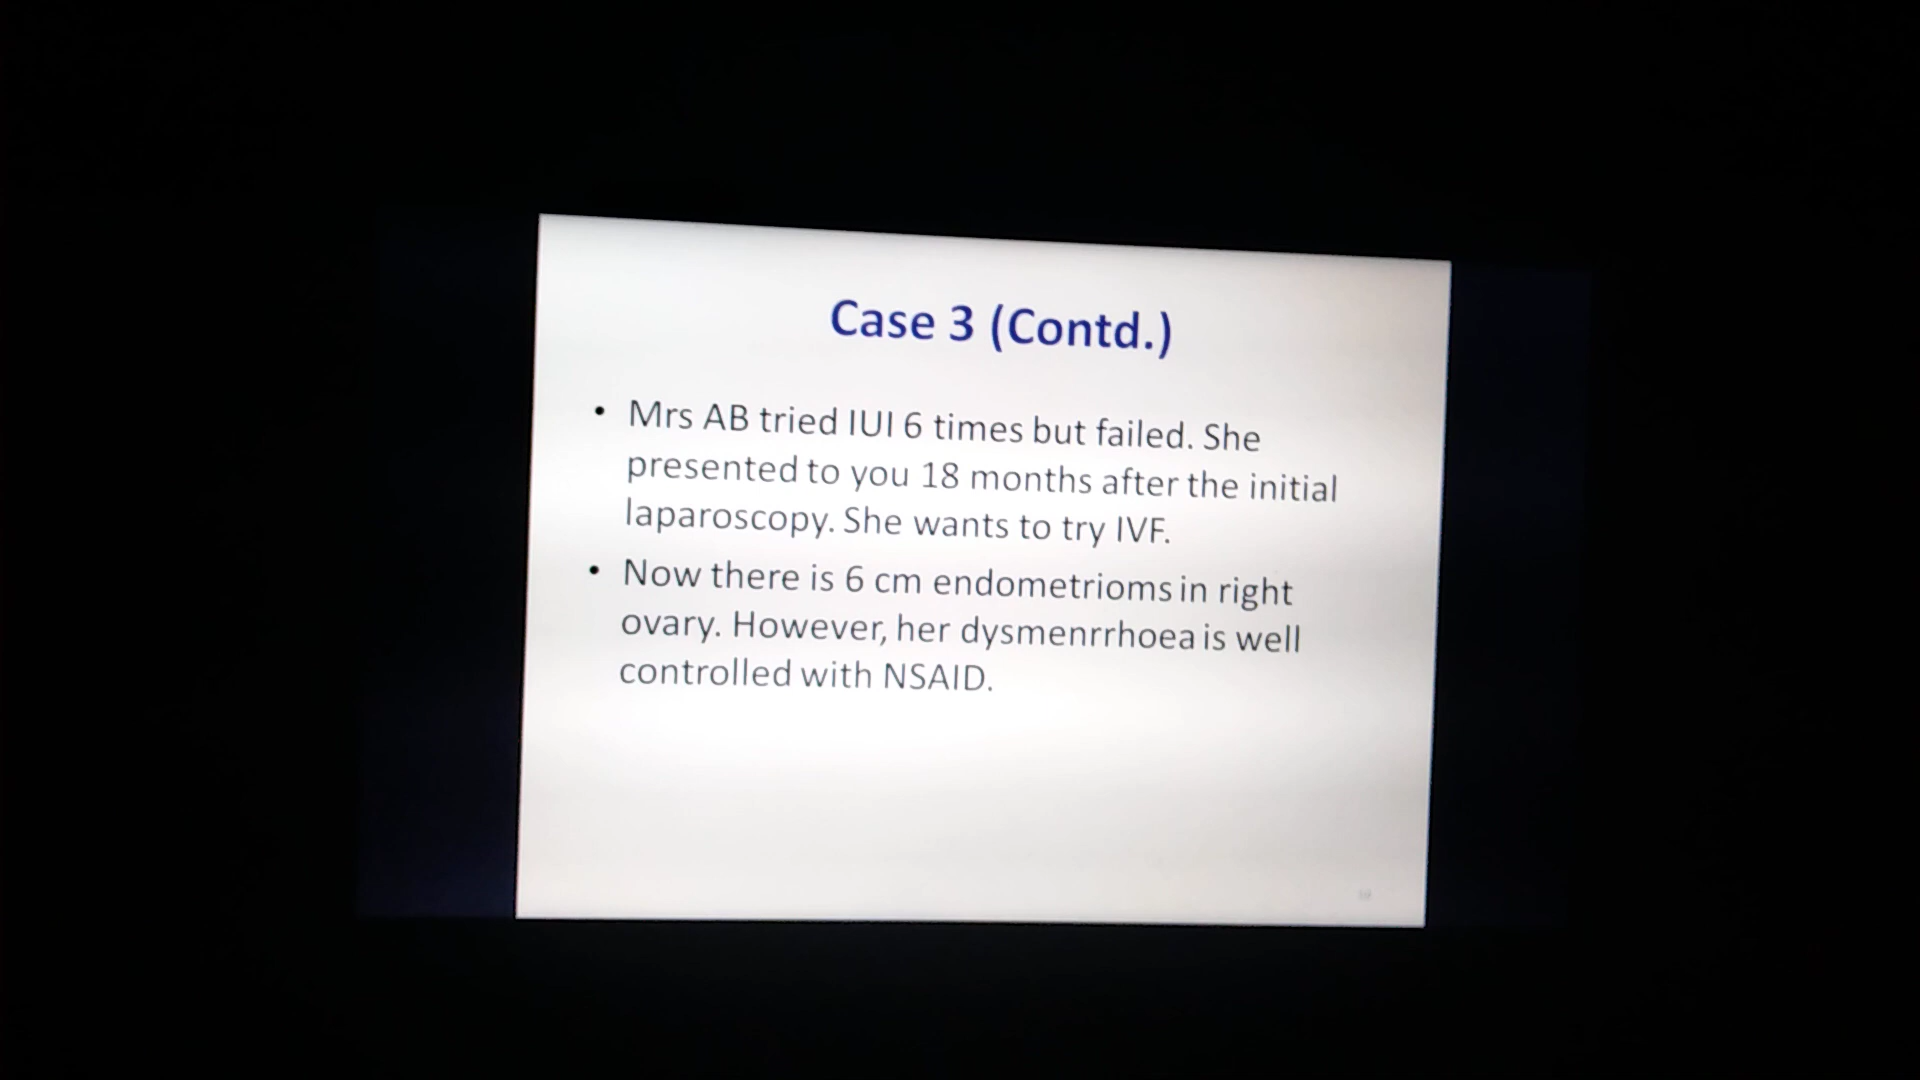 Case 3 (Contd.)
• Mrs AB tried IUI 6 times but failed. She
presented to you 18 months after the initial
laparoscopy. She wants to try IVF.
• Now there is 6 cm endometrioms in right
ovary. However, her dysmenrrhoea is well
controlled with NSAID.